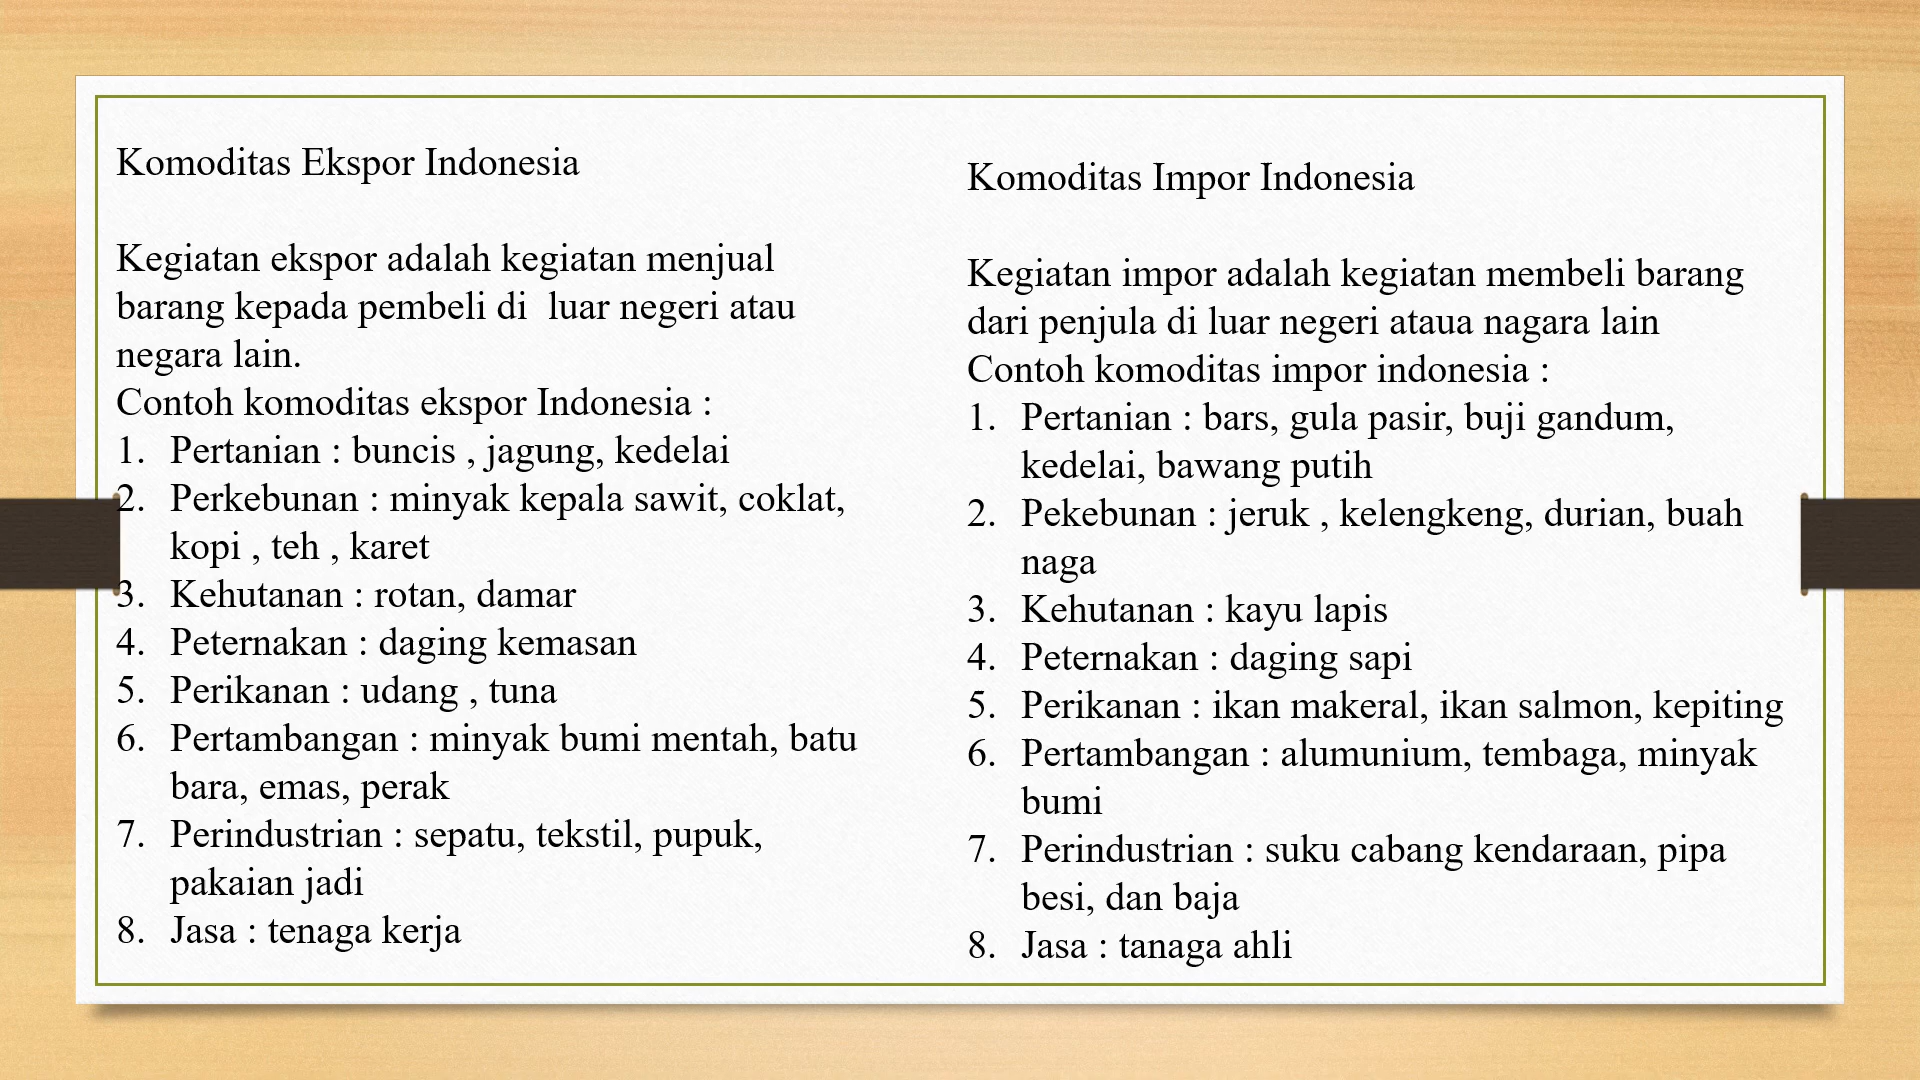 Komoditas Ekspor Indonesia
Kegiatan ekspor adalah kegiatan menjual
barang kepada pembeli di  luar negeri atau
negara lain.
Contoh komoditas ekspor Indonesia :
1. Pertanian : buncis , jagung, kedelai
2. Perkebunan : minyak kepala sawit, coklat,
kopi , teh , karet
3. Kehutanan : rotan, damar
4. Peternakan : daging kemasan
5. Perikanan : udang , tuna
6. Pertambangan : minyak bumi mentah, batu
bara, emas, perak
7. Perindustrian : sepatu, tekstil, pupuk,
pakaian jadi
8. Jasa : tenaga kerja
Komoditas Impor Indonesia
Kegiatan impor adalah kegiatan membeli barang
dari penjula di luar negeri ataua nagara lain
Contoh komoditas impor indonesia :
1. Pertanian : bars, gula pasir, buji gandum,
kedelai, bawang putih
2. Pekebunan : jeruk , kelengkeng, durian, buah
naga
3. Kehutanan : kayu lapis
4. Peternakan : daging sapi
5. Perikanan : ikan makeral, ikan salmon, kepiting
6. Pertambangan : alumunium, tembaga, minyak
bumi
7. Perindustrian : suku cabang kendaraan, pipa
besi, dan baja
8. Jasa : tanaga ahli